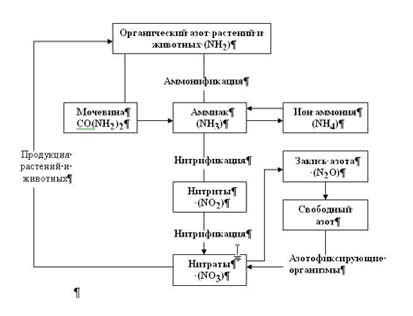 Органический·азот·растений·и
животных·(NH2)¶
Аммонификация¶
Мочевина¶
CO(NH2)2¶
Аммиак¶
(NH3)¶
Ион·аммония¶
(NH4)¶
Продукция·
растений·и·
животных¶
Нитрификация¶
Закись·азота¶
·(N2O)¶
Нитриты¶
·(NO2)¶
Свободный·
азот¶
Нитрификация¶
Нитраты¶
(NO3)¶
Азотофиксирующие·
организмы¶
¶